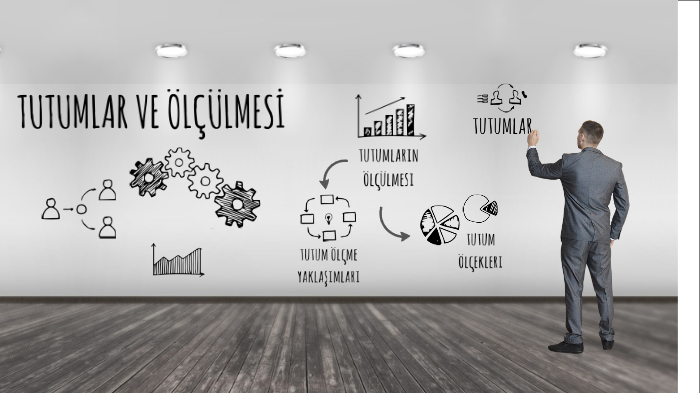 TUTUMLAR VE ÖLÇÜLMESİ
TUTUMLARIN
ÖLÇÜLMESI
TUTUMLAR
TUTUM ÖLÇME
YAKLAŞIMLARI
TUTUM
ÖLÇEKLERI